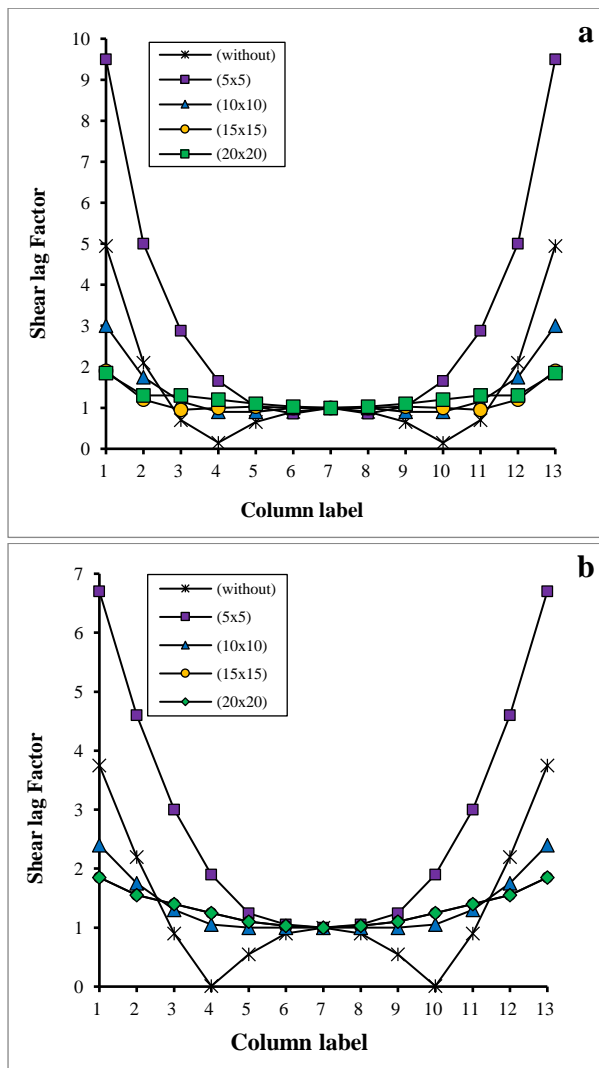 a
10
9
8
7
6
5
4
3
2
1
0
Shear lag Factor
(without)
(5x5)
(10x10)
(15x15)
(20x20)
1 2 3 4 5 6 7 8 9 10 11 12 13
Column label
b
7
6
5
4
3
2
1
0
Shear lag Factor
(without)
(5x5)
(10x10)
(15x15)
(20x20)
1 2 3 4 5 6 7 8 9 10 11 12 13
Column label